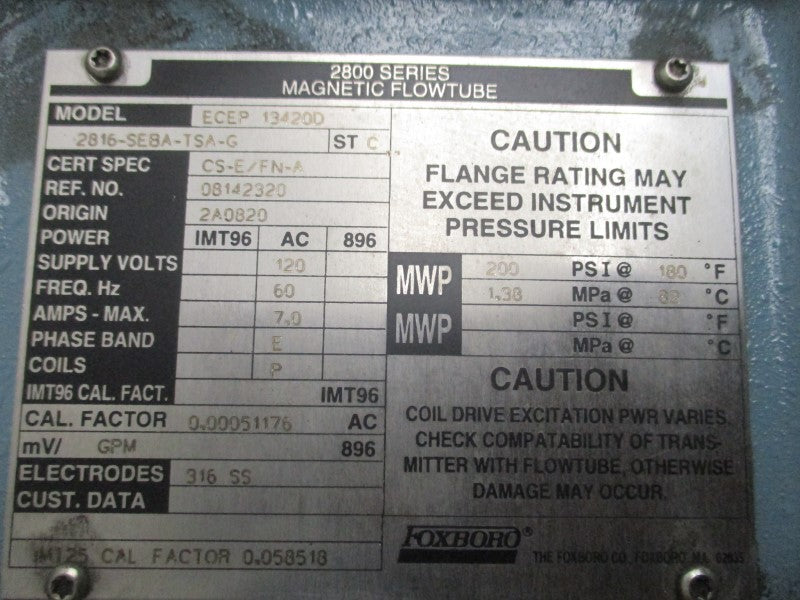 2800 SERIES
MAGNETIC FLOWTUBE
MODEL ECEP 13420D
2816-SEBA-TSA-G ST C
CERT SPEC CS-E/FN-A
REF. NO. 08142320
ORIGIN 2A0820
POWER IMT96 AC 896
SUPPLY VOLTS 120
FREQ. Hz 60
AMPS - MAX. 7.0
PHASE BAND E
COILS P
IMT96 CAL. FACT. IMT96
CAL. FACTOR 0.00051176 AC
mV/ GPM 896
ELECTRODES 316 SS
CUST. DATA
IMT25 CAL FACTOR 0.058518
CAUTION
FLANGE RATING MAY
EXCEED INSTRUMENT
PRESSURE LIMITS
MWP 200 PSI @ 180 °F
1.38 MPa @ 82 °C
MWP PSI @ °F
MPa @ °C
CAUTION
COIL DRIVE EXCITATION PWR VARIES.
CHECK COMPATABILITY OF TRANS-
MITTER WITH FLOWTUBE, OTHERWISE
DAMAGE MAY OCCUR.
FOXBORO®
THE FOXBORO CO., FOXBORO, MA, 02035